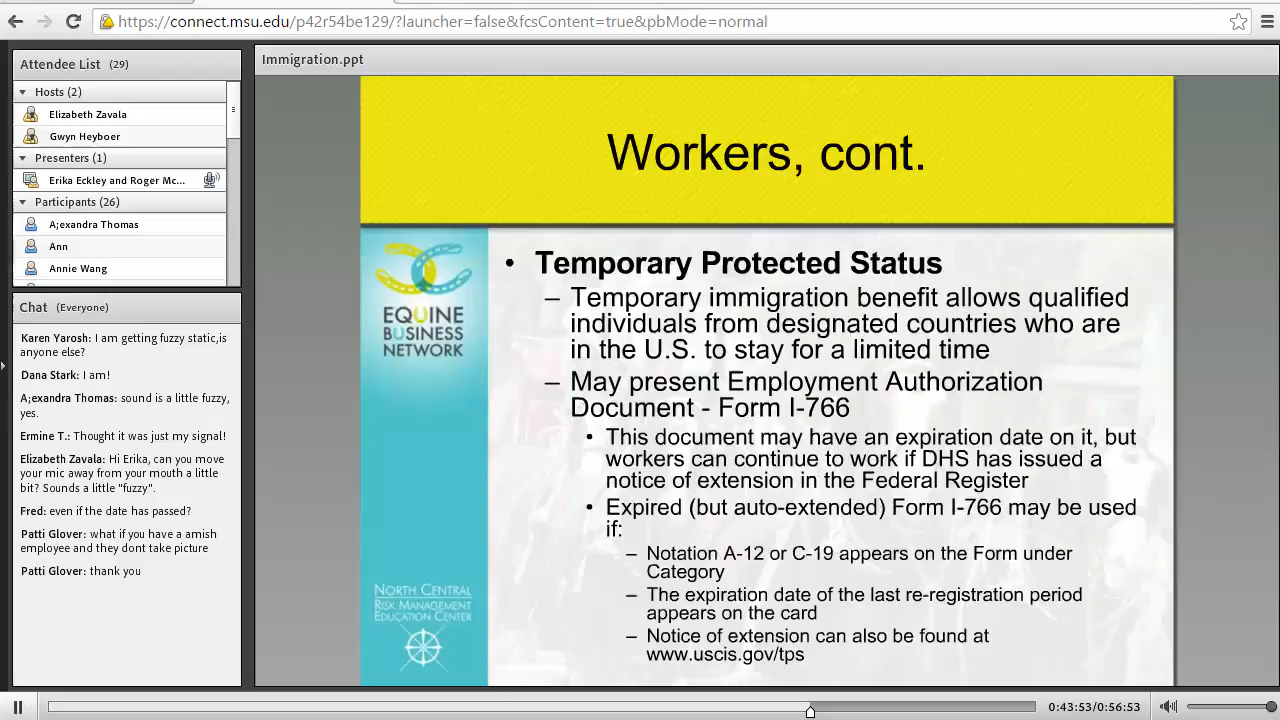 https://connect.msu.edu/p42r54be129/?launcher=false&fcsContent=true&pbMode=normal
Attendee List (29)
Hosts (2)
Elizabeth Zavala
Gwyn Heyboer
Presenters (1)
Erika Eckley and Roger Mc...
Participants (26)
A;exandra Thomas
Ann
Annie Wang
Chat (Everyone)
Karen Yarosh: I am getting fuzzy static,is
anyone else?
Dana Stark: I am!
A;exandra Thomas: sound is a little fuzzy,
yes.
Ermine T.: Thought it was just my signal!
Elizabeth Zavala: Hi Erika, can you move
your mic away from your mouth a little
bit? Sounds a little "fuzzy".
Fred: even if the date has passed?
Patti Glover: what if you have a amish
employee and they dont take picture
Patti Glover: thank you
Immigration.ppt
Workers, cont.
EQUINE
BUSINESS
NETWORK
NORTH CENTRAL
RISK MANAGEMENT
EDUCATION CENTER
• Temporary Protected Status
– Temporary immigration benefit allows qualified
individuals from designated countries who are
in the U.S. to stay for a limited time
– May present Employment Authorization
Document - Form I-766
• This document may have an expiration date on it, but
workers can continue to work if DHS has issued a
notice of extension in the Federal Register
• Expired (but auto-extended) Form I-766 may be used
if:
– Notation A-12 or C-19 appears on the Form under
Category
– The expiration date of the last re-registration period
appears on the card
– Notice of extension can also be found at
www.uscis.gov/tps
0:43:53/0:56:53